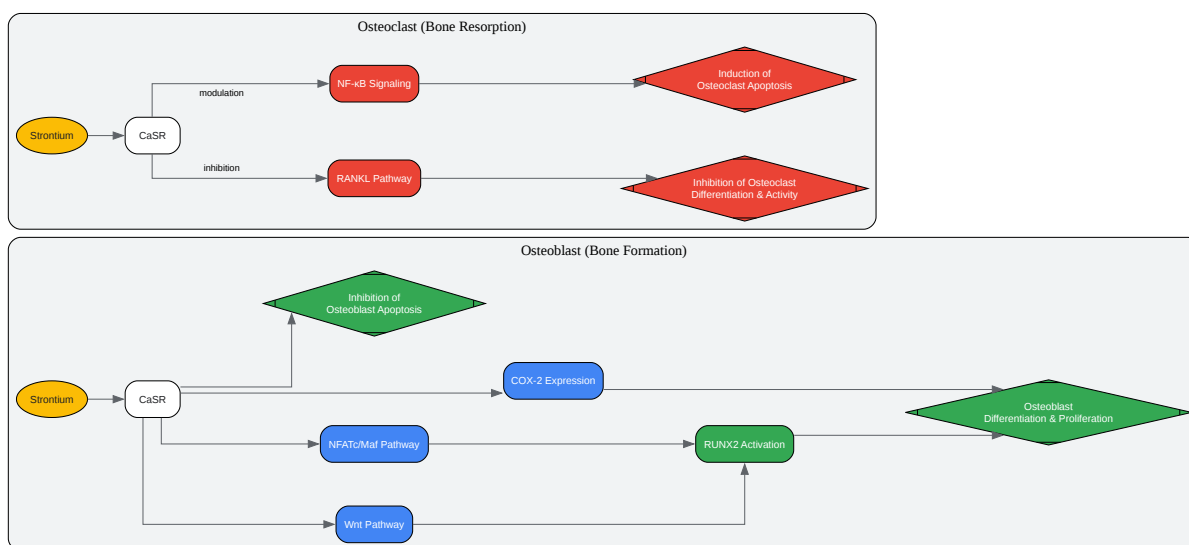 Osteoclast (Bone Resorption)
Strontium
CaSR
modulation
NF-κB Signaling
Induction of
Osteoclast Apoptosis
inhibition
RANKL Pathway
Inhibition of Osteoclast
Differentiation & Activity
Osteoblast (Bone Formation)
Strontium
CaSR
Inhibition of
Osteoblast Apoptosis
COX-2 Expression
NFATc/Maf Pathway
Wnt Pathway
RUNX2 Activation
Osteoblast
Differentiation & Proliferation